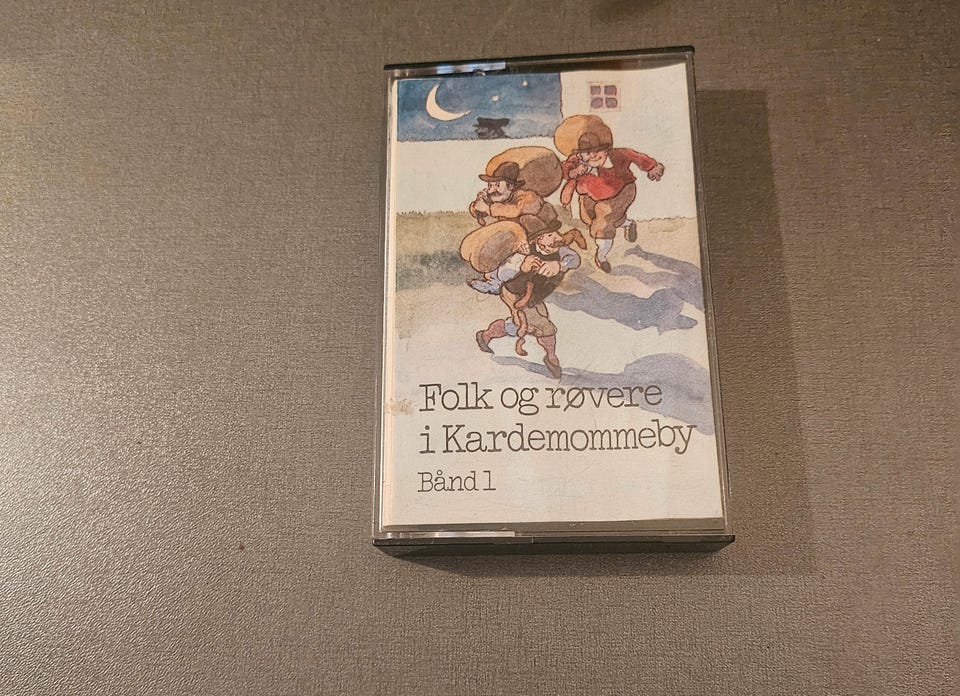 Folk og røvere
i Kardemommeby
Bånd 1